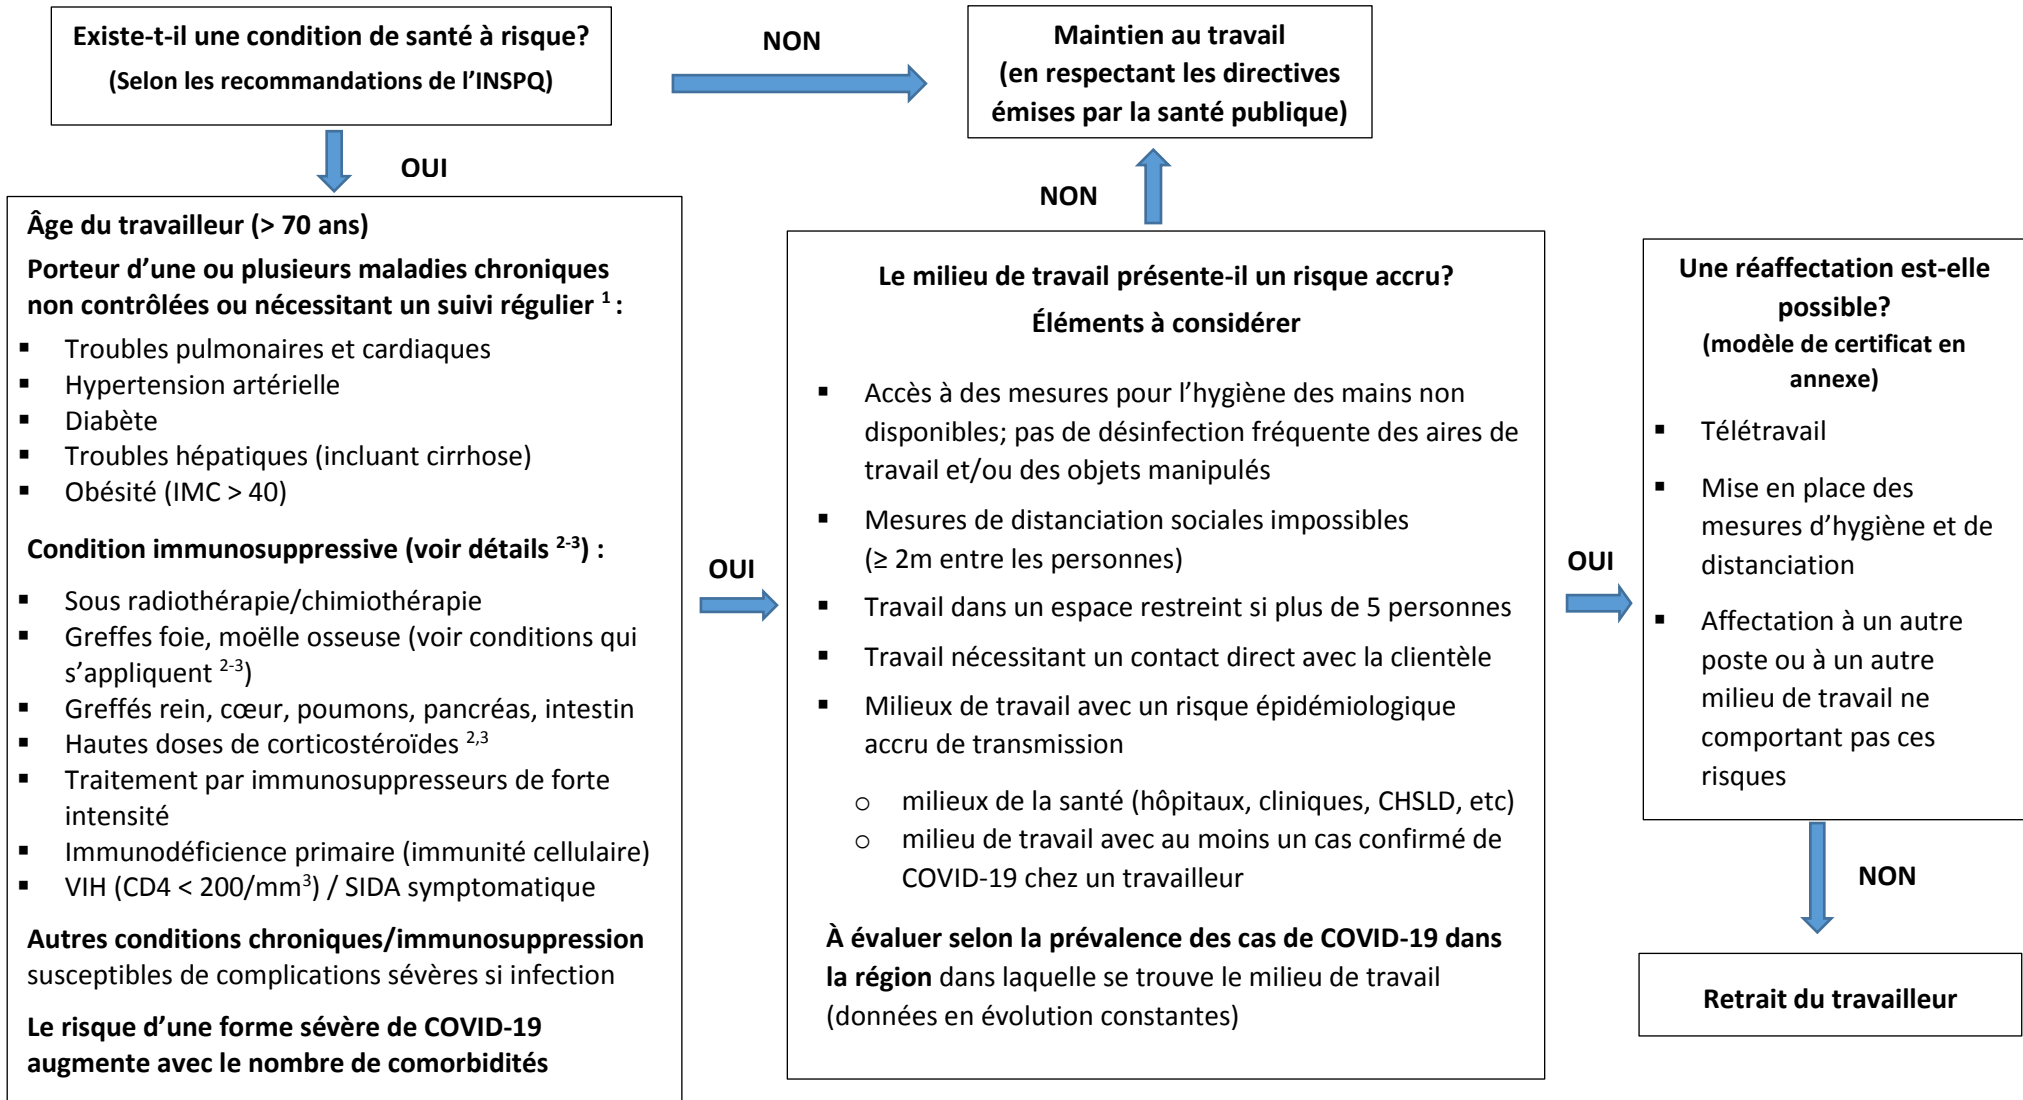 Existe-t-il une condition de santé à risque?
(Selon les recommandations de l'INSPQ)
NON
Maintien au travail
(en respectant les directives
émises par la santé publique)
OUI
NON
Âge du travailleur (> 70 ans)
Porteur d'une ou plusieurs maladies chroniques
non contrôlées ou nécessitant un suivi régulier ¹ :
▪ Troubles pulmonaires et cardiaques
▪ Hypertension artérielle
▪ Diabète
▪ Troubles hépatiques (incluant cirrhose)
▪ Obésité (IMC > 40)
Condition immunosuppressive (voir détails ²⁻³) :
▪ Sous radiothérapie/chimiothérapie
▪ Greffes foie, moëlle osseuse (voir conditions qui
s'appliquent ²⁻³)
▪ Greffés rein, cœur, poumons, pancréas, intestin
▪ Hautes doses de corticostéroïdes ²,³
▪ Traitement par immunosuppresseurs de forte
intensité
▪ Immunodéficience primaire (immunité cellulaire)
▪ VIH (CD4 < 200/mm³) / SIDA symptomatique
Autres conditions chroniques/immunosuppression
susceptibles de complications sévères si infection
Le risque d'une forme sévère de COVID-19
augmente avec le nombre de comorbidités
OUI
Le milieu de travail présente-il un risque accru?
Éléments à considérer
▪ Accès à des mesures pour l'hygiène des mains non
disponibles; pas de désinfection fréquente des aires de
travail et/ou des objets manipulés
▪ Mesures de distanciation sociales impossibles
(≥ 2m entre les personnes)
▪ Travail dans un espace restreint si plus de 5 personnes
▪ Travail nécessitant un contact direct avec la clientèle
▪ Milieux de travail avec un risque épidémiologique
accru de transmission
o milieux de la santé (hôpitaux, cliniques, CHSLD, etc)
o milieu de travail avec au moins un cas confirmé de
COVID-19 chez un travailleur
À évaluer selon la prévalence des cas de COVID-19 dans
la région dans laquelle se trouve le milieu de travail
(données en évolution constantes)
OUI
Une réaffectation est-elle
possible?
(modèle de certificat en
annexe)
▪ Télétravail
▪ Mise en place des
mesures d'hygiène et de
distanciation
▪ Affectation à un autre
poste ou à un autre
milieu de travail ne
comportant pas ces
risques
NON
Retrait du travailleur